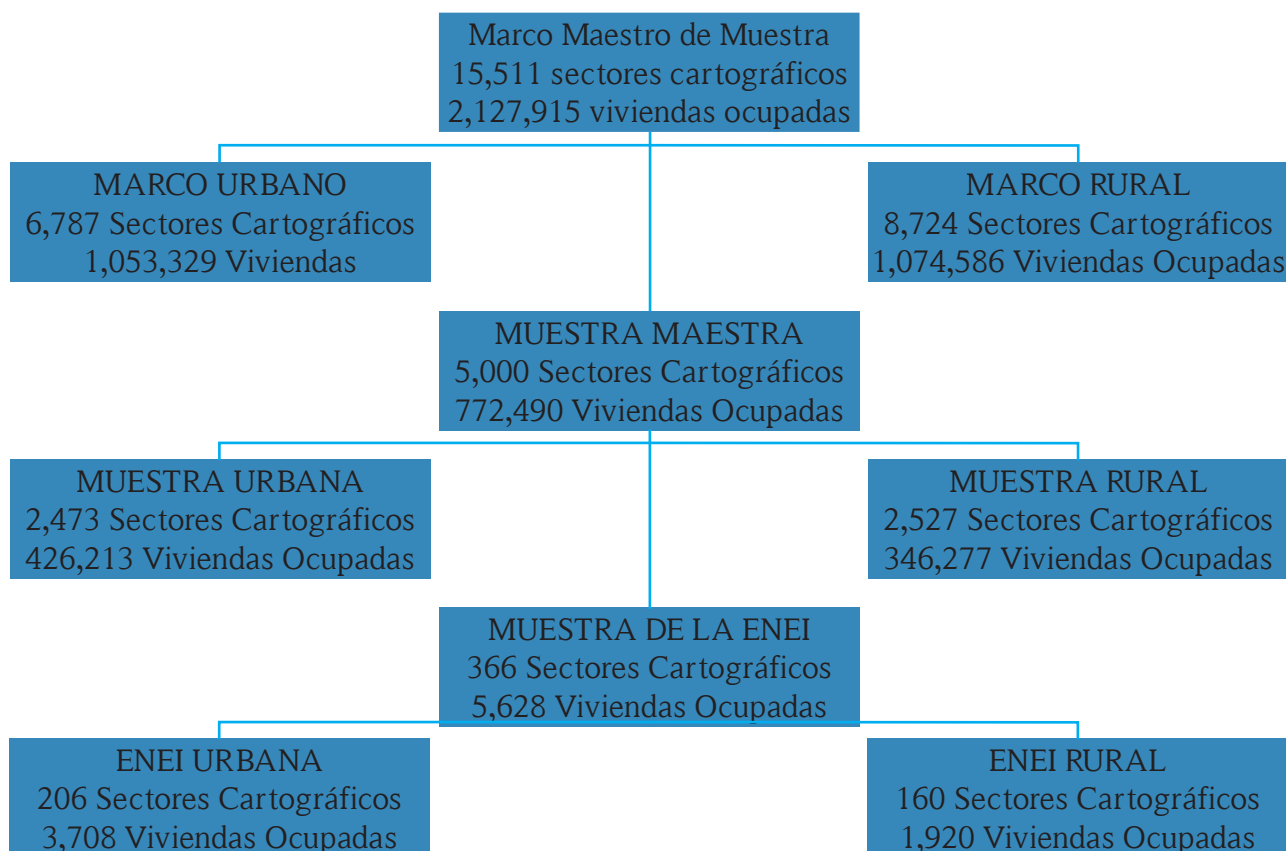 Marco Maestro de Muestra
15,511 sectores cartográficos
2,127,915 viviendas ocupadas
MARCO URBANO
6,787 Sectores Cartográficos
1,053,329 Viviendas
MARCO RURAL
8,724 Sectores Cartográficos
1,074,586 Viviendas Ocupadas
MUESTRA MAESTRA
5,000 Sectores Cartográficos
772,490 Viviendas Ocupadas
MUESTRA URBANA
2,473 Sectores Cartográficos
426,213 Viviendas Ocupadas
MUESTRA RURAL
2,527 Sectores Cartográficos
346,277 Viviendas Ocupadas
MUESTRA DE LA ENEI
366 Sectores Cartográficos
5,628 Viviendas Ocupadas
ENEI URBANA
206 Sectores Cartográficos
3,708 Viviendas Ocupadas
ENEI RURAL
160 Sectores Cartográficos
1,920 Viviendas Ocupadas